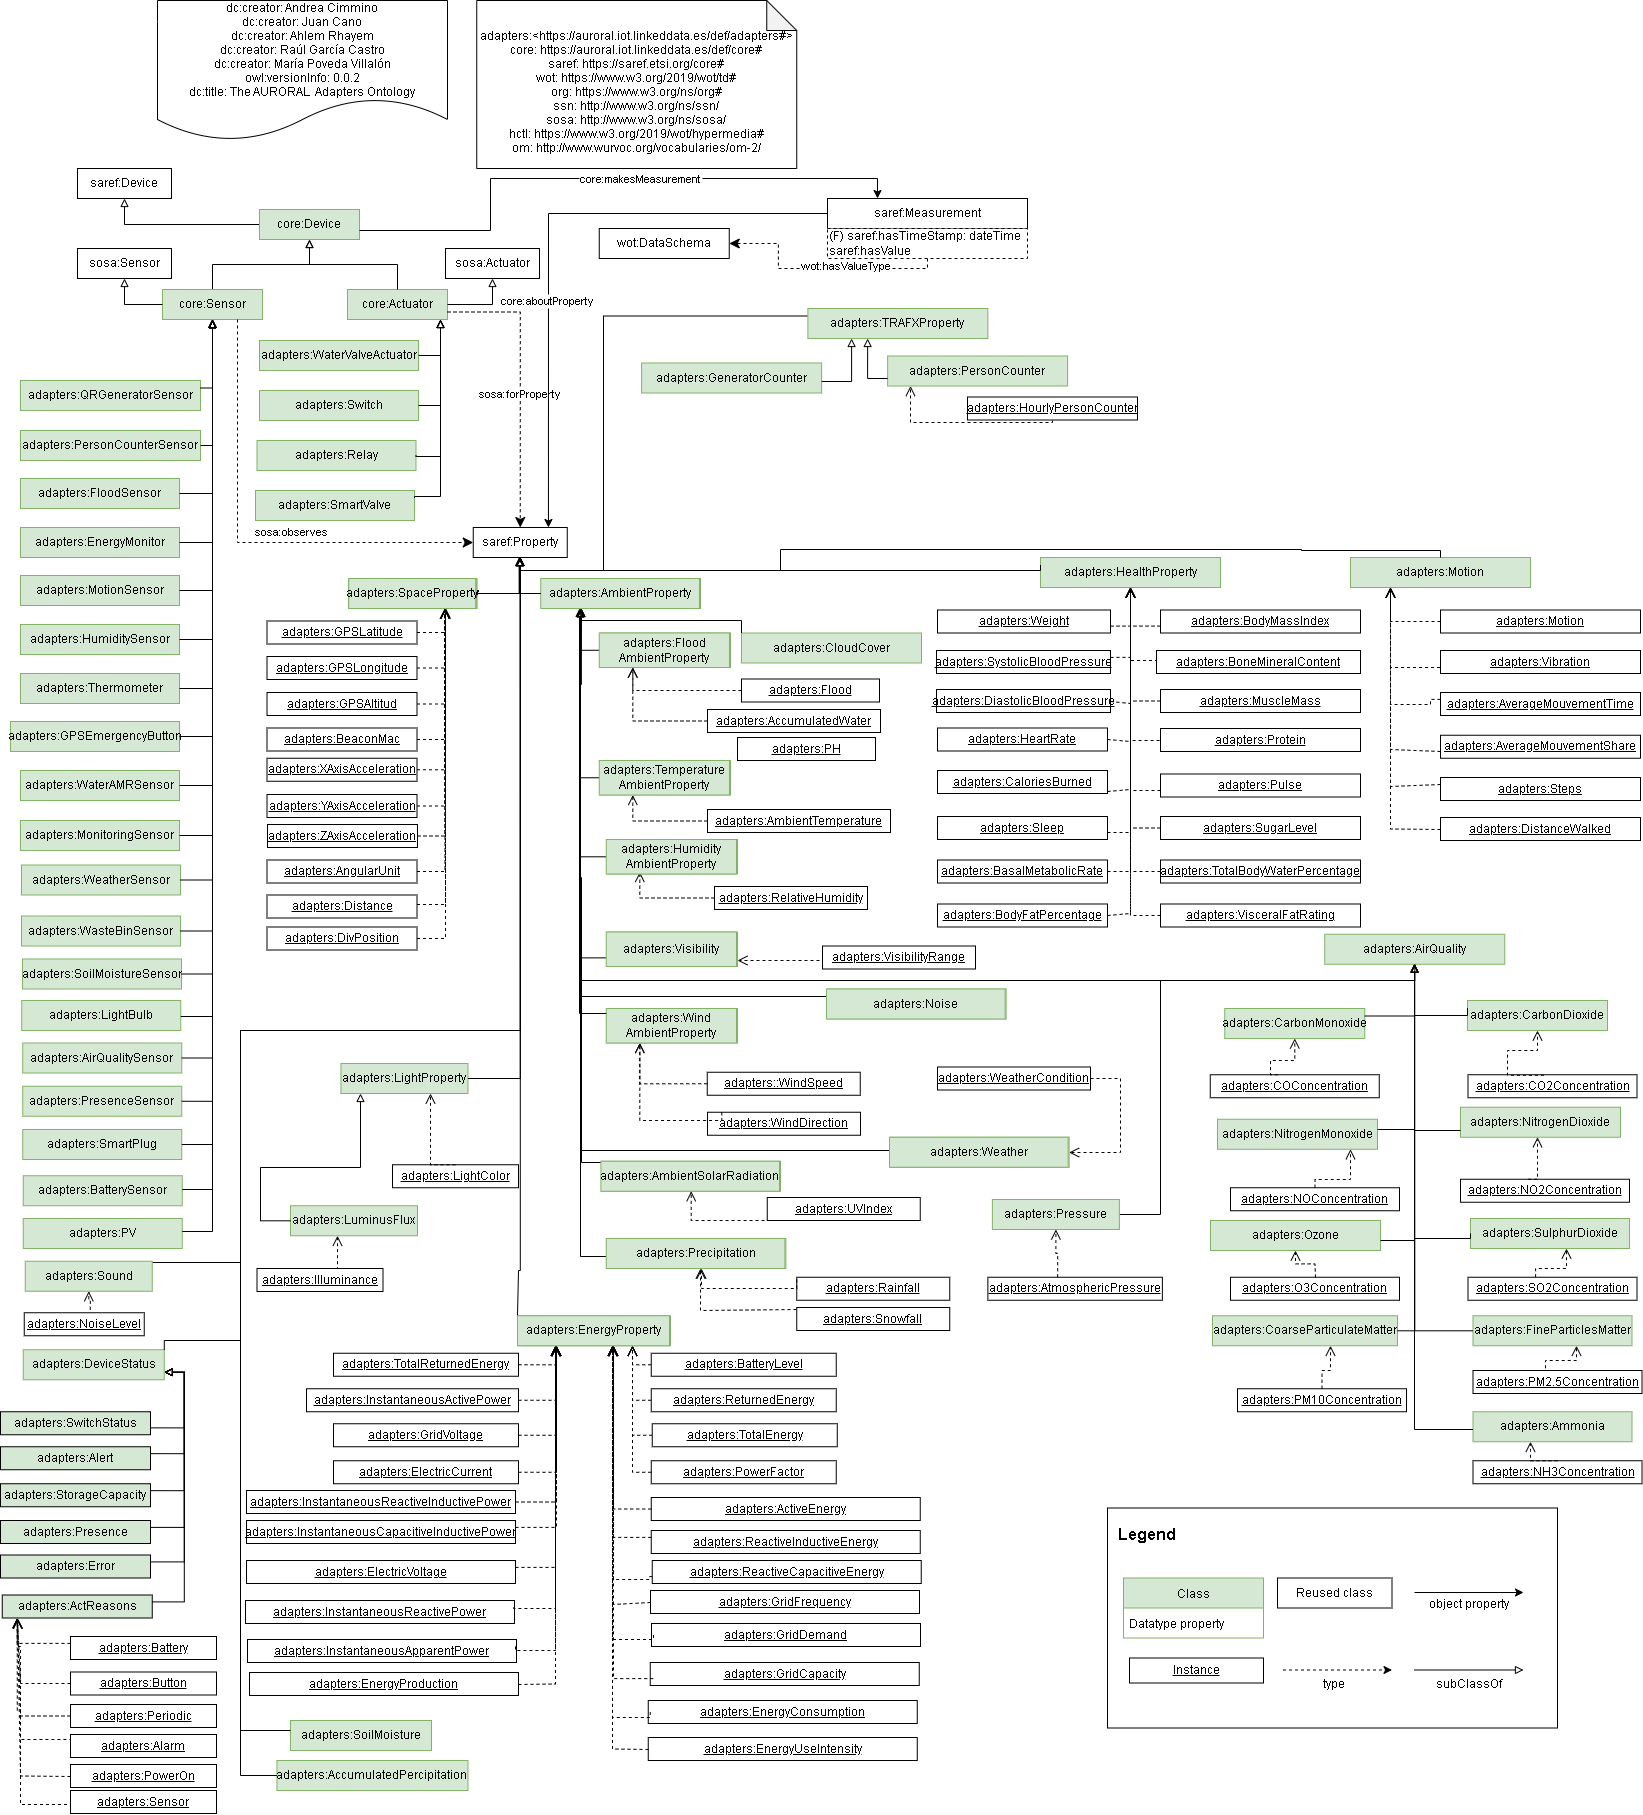 dc:creator: Andrea Cimmino
dc:creator: Juan Cano
dc:creator: Ahlem Rhayem
dc:creator: Raúl García Castro
dc:creator: María Poveda Villalón
owl:versionInfo: 0.0.2
dc:title: The AURORAL Adapters Ontology
adapters:<https://auroral.iot.linkeddata.es/def/adapters#>
core: https://auroral.iot.linkeddata.es/def/core#
saref: https://saref.etsi.org/core#
wot: https://www.w3.org/2019/wot/td#
org: https://www.w3.org/ns/org#
ssn: http://www.w3.org/ns/ssn/
sosa: http://www.w3.org/ns/sosa/
hctl: https://www.w3.org/2019/wot/hypermedia#
om: http://www.wurvoc.org/vocabularies/om-2/
saref:Device
core:makesMeasurement
core:Device
saref:Measurement
(F) saref:hasTimeStamp: dateTime
saref:hasValue
wot:DataSchema
wot:hasValueType
sosa:Sensor
sosa:Actuator
core:Sensor
core:Actuator
core:aboutProperty
sosa:forProperty
sosa:observes
saref:Property
adapters:WaterValveActuator
adapters:Switch
adapters:Relay
adapters:SmartValve
adapters:TRAFXProperty
adapters:GeneratorCounter
adapters:PersonCounter
adapters:HourlyPersonCounter
adapters:QRGeneratorSensor
adapters:PersonCounterSensor
adapters:FloodSensor
adapters:EnergyMonitor
adapters:MotionSensor
adapters:HumiditySensor
adapters:Thermometer
adapters:GPSEmergencyButton
adapters:WaterAMRSensor
adapters:MonitoringSensor
adapters:WeatherSensor
adapters:WasteBinSensor
adapters:SoilMoistureSensor
adapters:LightBulb
adapters:AirQualitySensor
adapters:PresenceSensor
adapters:SmartPlug
adapters:BatterySensor
adapters:PV
adapters:Sound
adapters:NoiseLevel
adapters:DeviceStatus
adapters:SwitchStatus
adapters:Alert
adapters:StorageCapacity
adapters:Presence
adapters:Error
adapters:ActReasons
adapters:Battery
adapters:Button
adapters:Periodic
adapters:Alarm
adapters:PowerOn
adapters:Sensor
adapters:SpaceProperty
adapters:GPSLatitude
adapters:GPSLongitude
adapters:GPSAltitud
adapters:BeaconMac
adapters:XAxisAcceleration
adapters:YAxisAcceleration
adapters:ZAxisAcceleration
adapters:AngularUnit
adapters:Distance
adapters:DivPosition
adapters:AmbientProperty
adapters:Flood
AmbientProperty
adapters:CloudCover
adapters:Flood
adapters:AccumulatedWater
adapters:PH
adapters:Temperature
AmbientProperty
adapters:AmbientTemperature
adapters:Humidity
AmbientProperty
adapters:RelativeHumidity
adapters:Visibility
adapters:VisibilityRange
adapters:Noise
adapters:Wind
AmbientProperty
adapters::WindSpeed
adapters:WindDirection
adapters:WeatherCondition
adapters:Weather
adapters:AmbientSolarRadiation
adapters:UVIndex
adapters:Pressure
adapters:AtmosphericPressure
adapters:Precipitation
adapters:Rainfall
adapters:Snowfall
adapters:LightProperty
adapters:LightColor
adapters:LuminusFlux
adapters:Illuminance
adapters:HealthProperty
adapters:Weight
adapters:BodyMassIndex
adapters:SystolicBloodPressure
adapters:BoneMineralContent
adapters:DiastolicBloodPressure
adapters:MuscleMass
adapters:HeartRate
adapters:Protein
adapters:CaloriesBurned
adapters:Pulse
adapters:Sleep
adapters:SugarLevel
adapters:BasalMetabolicRate
adapters:TotalBodyWaterPercentage
adapters:BodyFatPercentage
adapters:VisceralFatRating
adapters:Motion
adapters:Motion
adapters:Vibration
adapters:AverageMouvementTime
adapters:AverageMouvementShare
adapters:Steps
adapters:DistanceWalked
adapters:AirQuality
adapters:CarbonMonoxide
adapters:CarbonDioxide
adapters:COConcentration
adapters:CO2Concentration
adapters:NitrogenMonoxide
adapters:NitrogenDioxide
adapters:NOConcentration
adapters:NO2Concentration
adapters:Ozone
adapters:SulphurDioxide
adapters:O3Concentration
adapters:SO2Concentration
adapters:CoarseParticulateMatter
adapters:FineParticlesMatter
adapters:PM10Concentration
adapters:PM2.5Concentration
adapters:Ammonia
adapters:NH3Concentration
adapters:EnergyProperty
adapters:TotalReturnedEnergy
adapters:InstantaneousActivePower
adapters:GridVoltage
adapters:ElectricCurrent
adapters:InstantaneousReactiveInductivePower
adapters:InstantaneousCapacitiveInductivePower
adapters:ElectricVoltage
adapters:InstantaneousReactivePower
adapters:InstantaneousApparentPower
adapters:EnergyProduction
adapters:BatteryLevel
adapters:ReturnedEnergy
adapters:TotalEnergy
adapters:PowerFactor
adapters:ActiveEnergy
adapters:ReactiveInductiveEnergy
adapters:ReactiveCapacitiveEnergy
adapters:GridFrequency
adapters:GridDemand
adapters:GridCapacity
adapters:EnergyConsumption
adapters:EnergyUseIntensity
adapters:SoilMoisture
adapters:AccumulatedPercipitation
Legend
Class
Datatype property
Reused class
object property
Instance
type
subClassOf